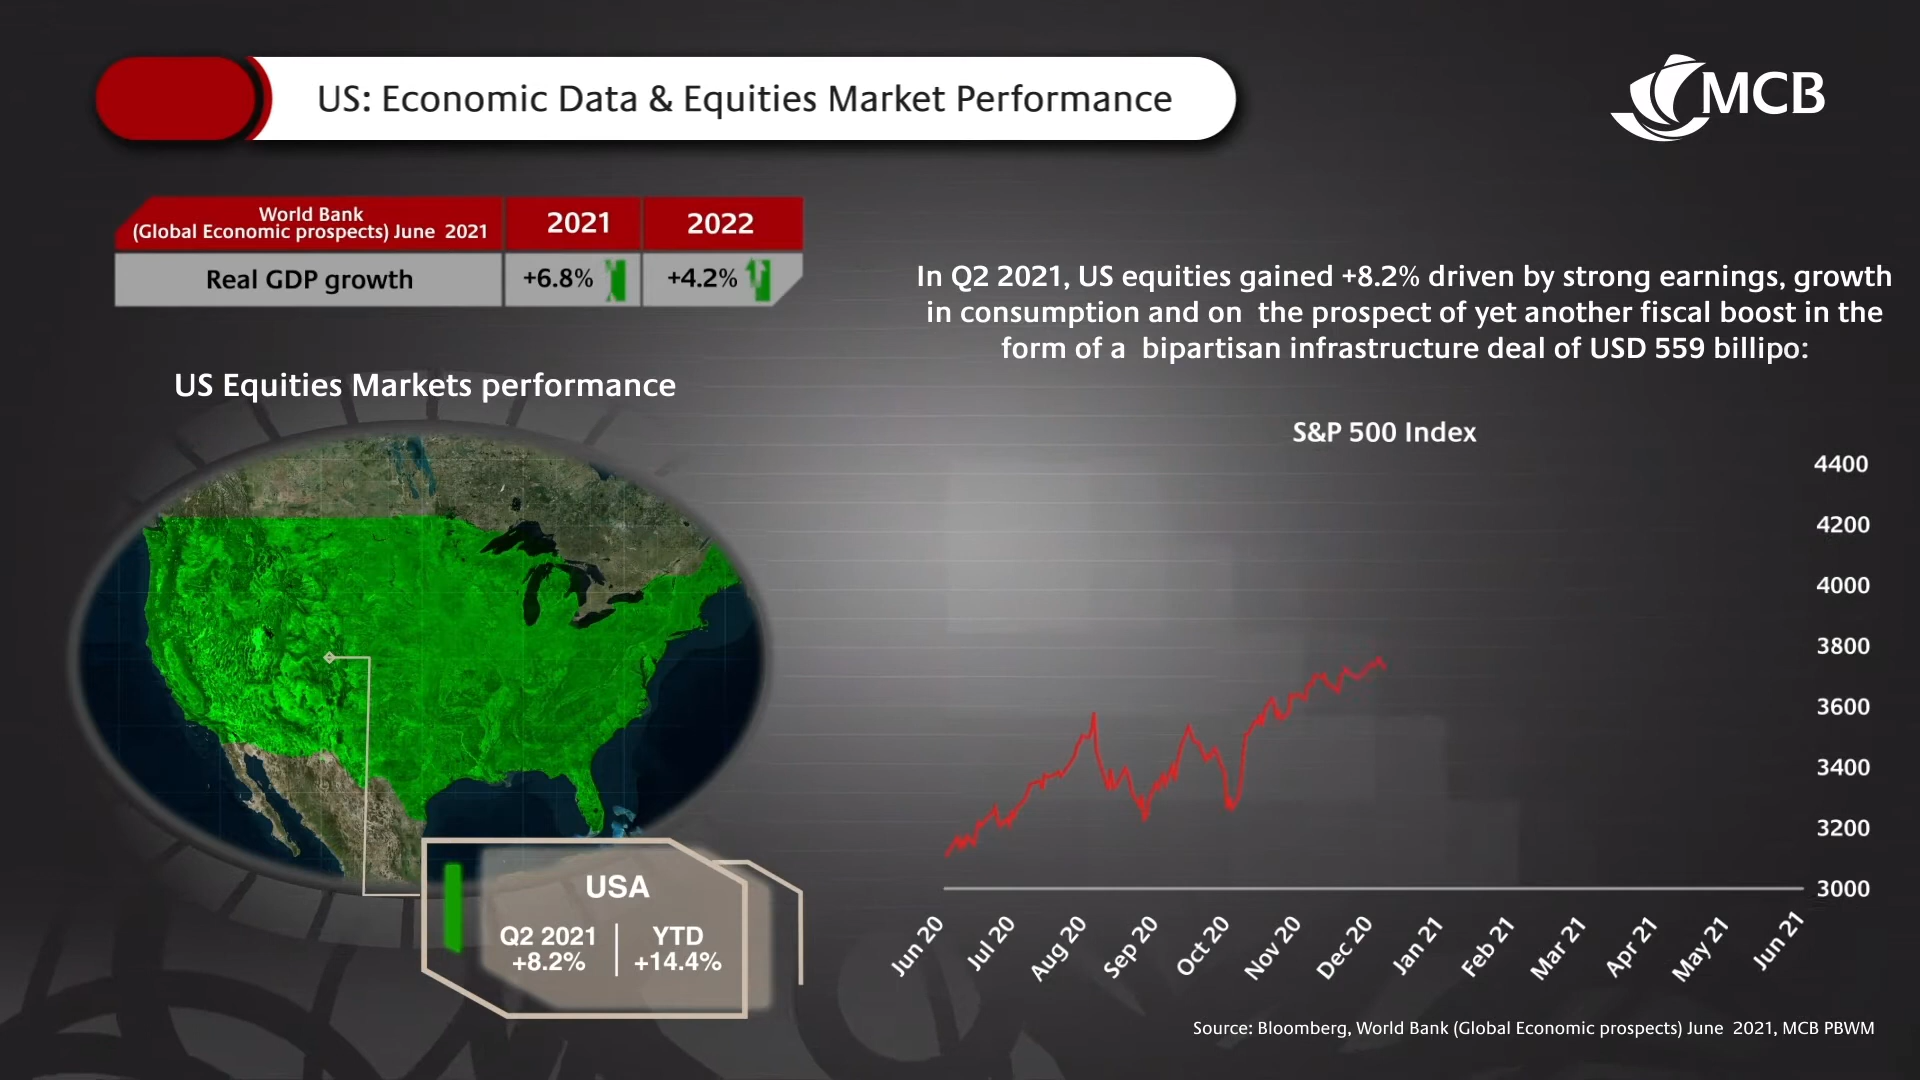 US: Economic Data & Equities Market Performance
MCB
World Bank
(Global Economic prospects) June 2021
2021
2022
Real GDP growth
+6.8%
+4.2%
In Q2 2021, US equities gained +8.2% driven by strong earnings, growth
in consumption and on the prospect of yet another fiscal boost in the
form of a bipartisan infrastructure deal of USD 559 billipo:
US Equities Markets performance
USA
Q2 2021
+8.2%
YTD
+14.4%
S&P 500 Index
4400
4200
4000
3800
3600
3400
3200
3000
Jun 20
Jul 20
Aug 20
Sep 20
Oct 20
Nov 20
Dec 20
Jan 21
Feb 21
Mar 21
Apr 21
May 21
Jun 21
Source: Bloomberg, World Bank (Global Economic prospects) June 2021, MCB PBWM